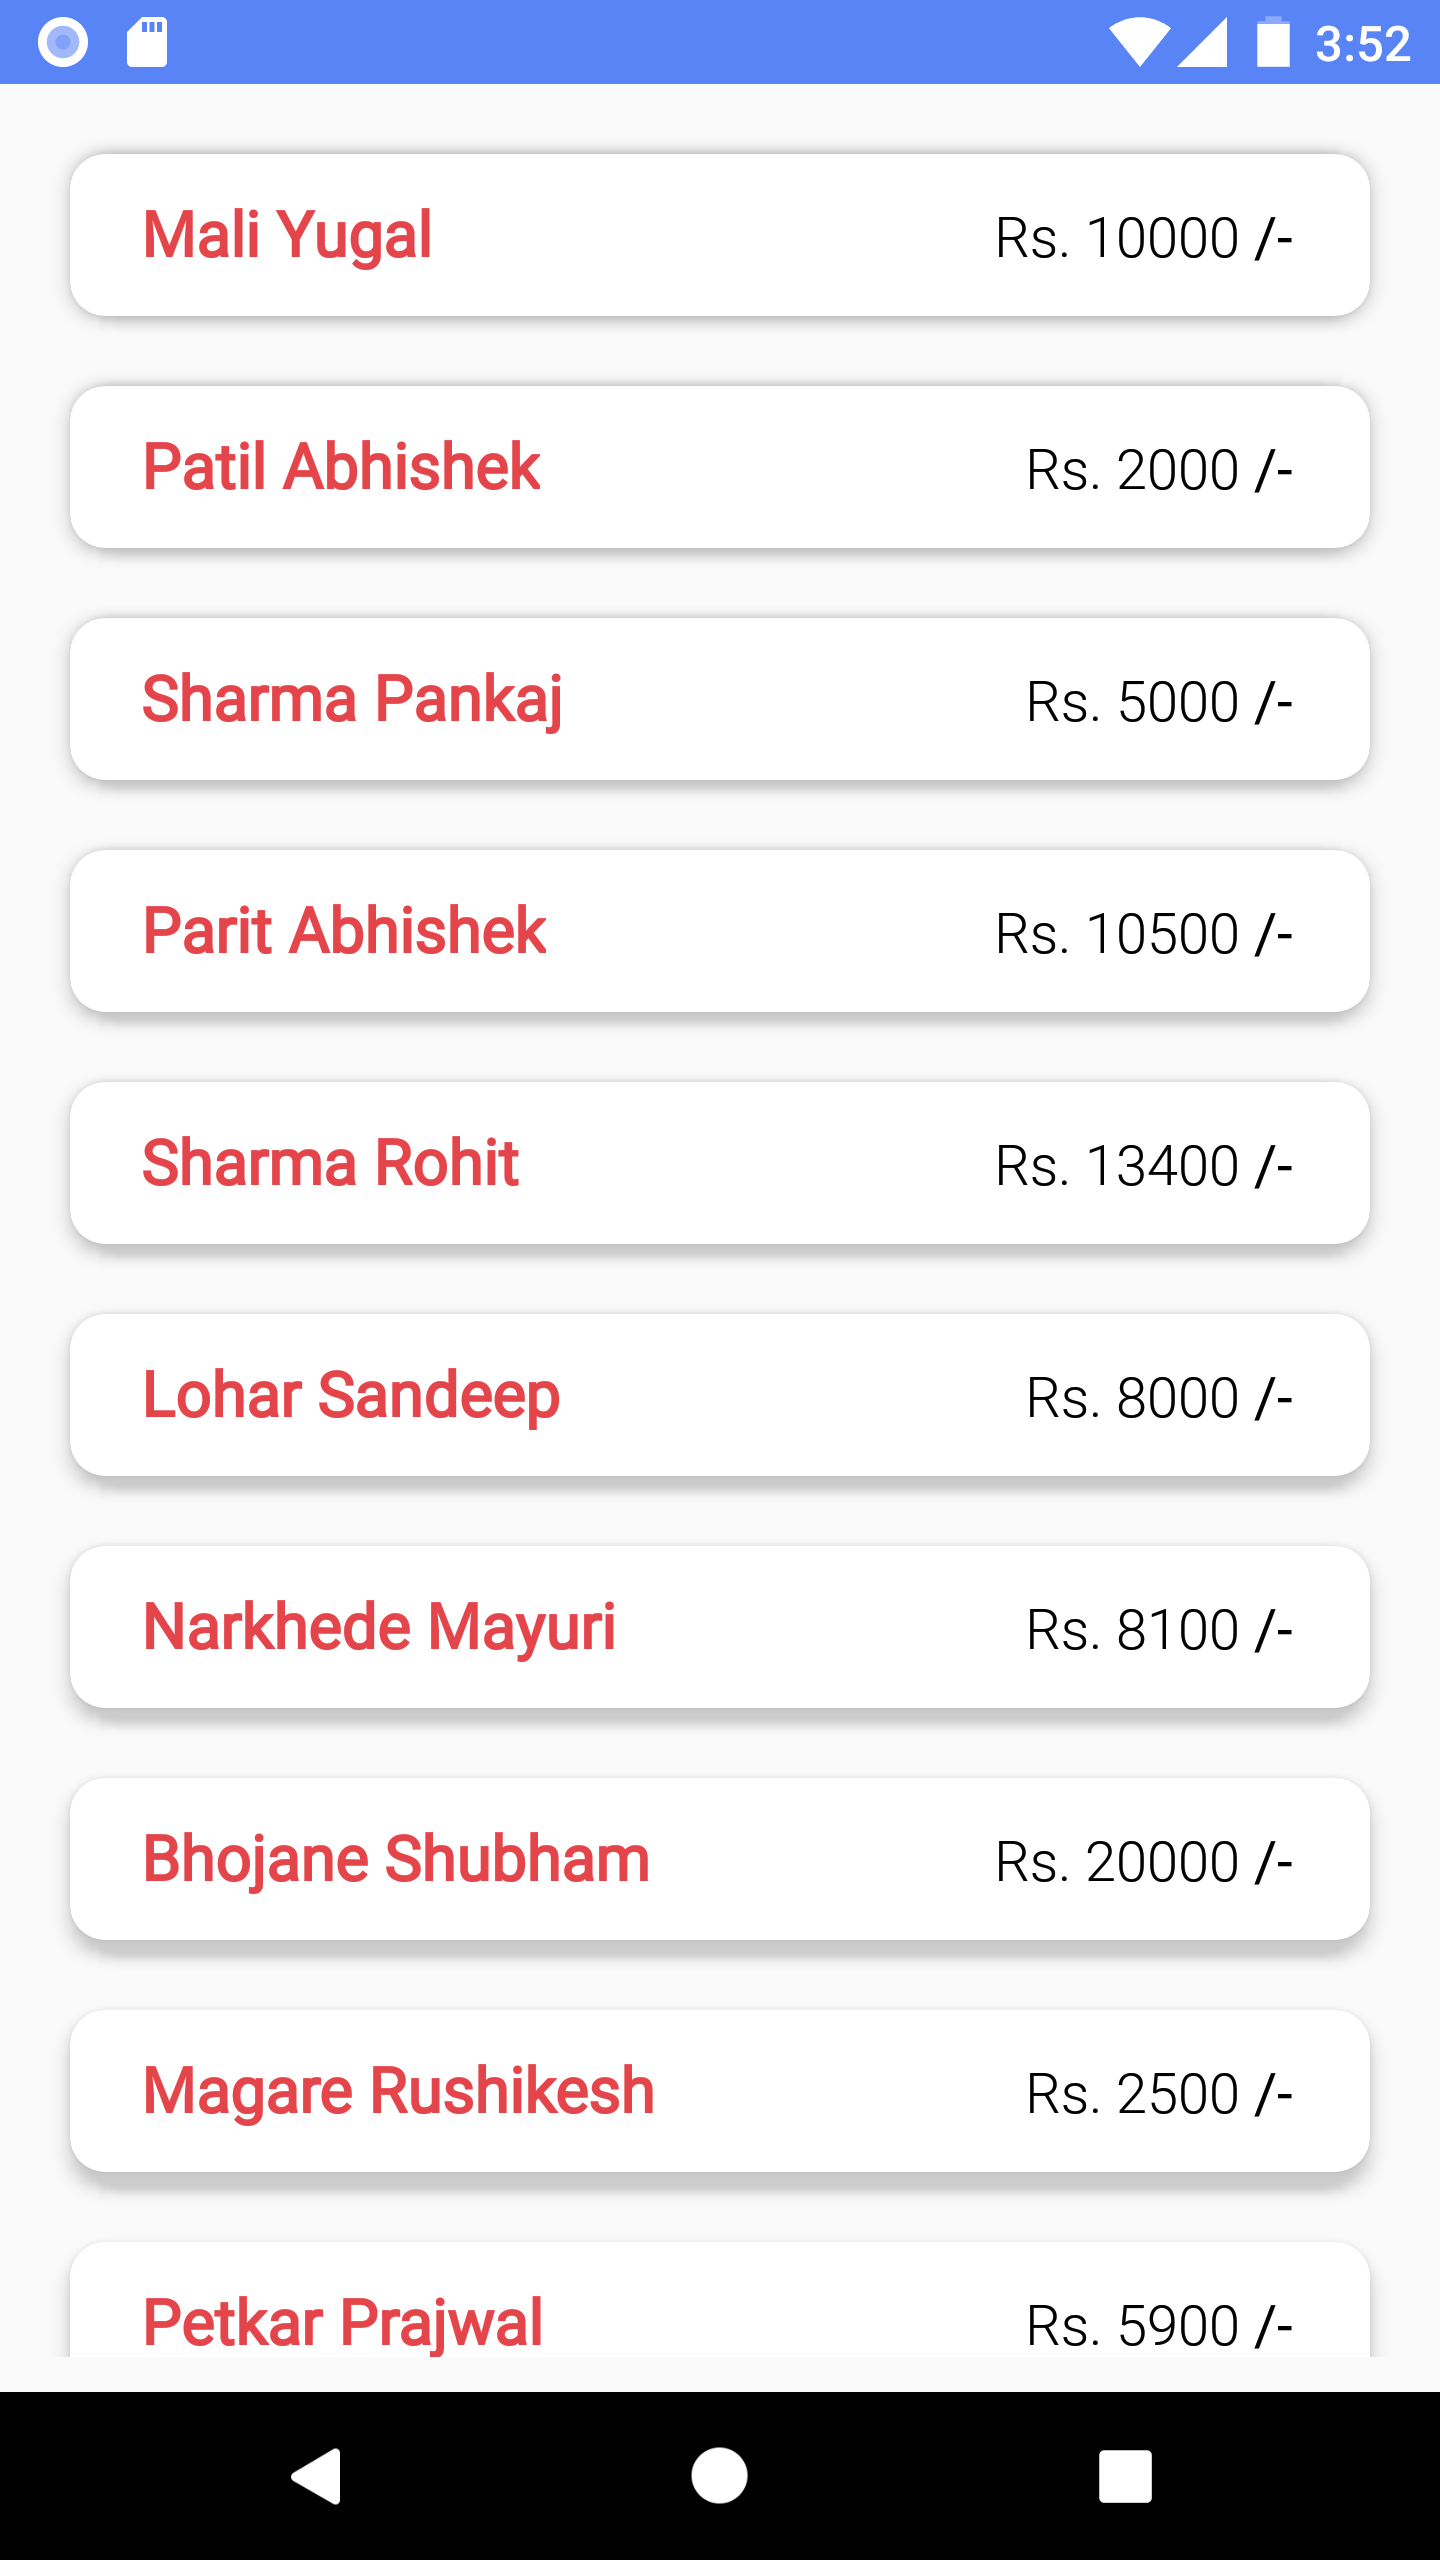 3:52
Mali Yugal Rs. 10000 /-
Patil Abhishek Rs. 2000 /-
Sharma Pankaj Rs. 5000 /-
Parit Abhishek Rs. 10500 /-
Sharma Rohit Rs. 13400 /-
Lohar Sandeep Rs. 8000 /-
Narkhede Mayuri Rs. 8100 /-
Bhojane Shubham Rs. 20000 /-
Magare Rushikesh Rs. 2500 /-
Petkar Prajwal Rs. 5900 /-